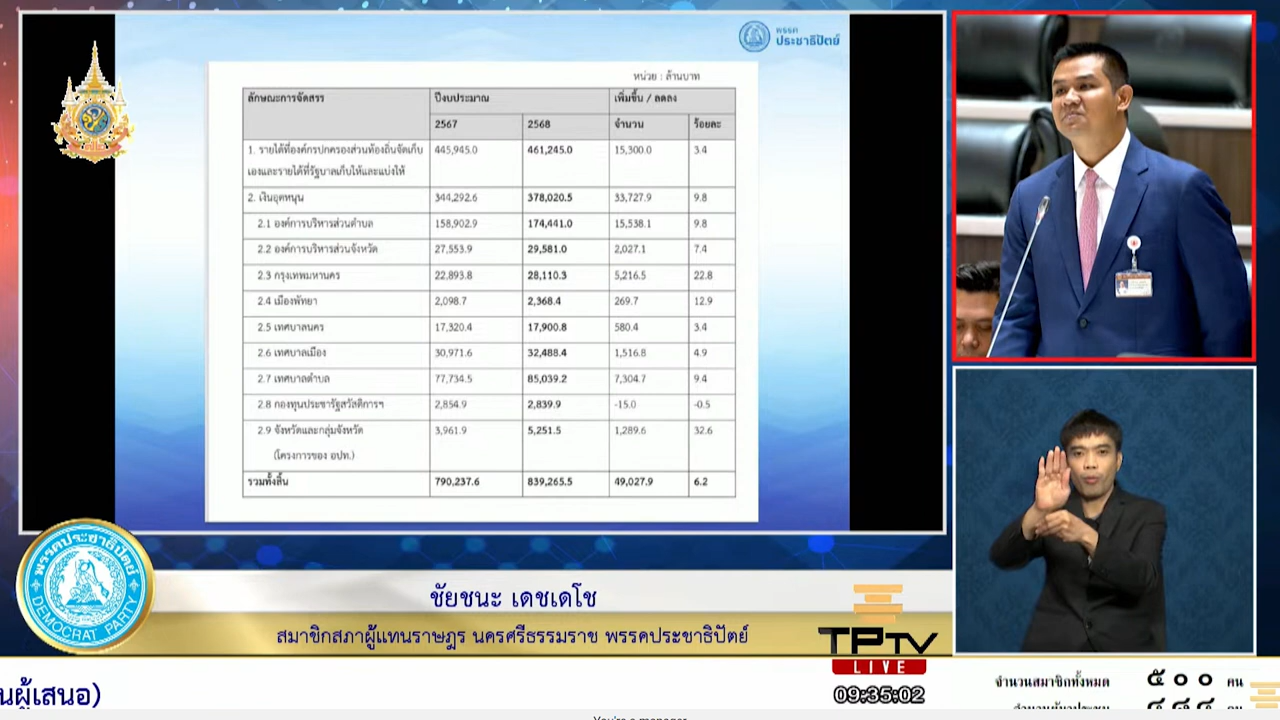 พรรค
ประชาธิปัตย์
หน่วย : ล้านบาท
ลักษณะการจัดสรร ปีงบประมาณ เพิ่มขึ้น / ลดลง
2567 2568 จำนวน ร้อยละ
1. รายได้ที่องค์กรปกครองส่วนท้องถิ่นจัดเก็บ 445,945.0 461,245.0 15,300.0 3.4
เองและรายได้ที่รัฐบาลเก็บให้และแบ่งให้
2. เงินอุดหนุน 344,292.6 378,020.5 33,727.9 9.8
2.1 องค์การบริหารส่วนตำบล 158,902.9 174,441.0 15,538.1 9.8
2.2 องค์การบริหารส่วนจังหวัด 27,553.9 29,581.0 2,027.1 7.4
2.3 กรุงเทพมหานคร 22,893.8 28,110.3 5,216.5 22.8
2.4 เมืองพัทยา 2,098.7 2,368.4 269.7 12.9
2.5 เทศบาลนคร 17,320.4 17,900.8 580.4 3.4
2.6 เทศบาลเมือง 30,971.6 32,488.4 1,516.8 4.9
2.7 เทศบาลตำบล 77,734.5 85,039.2 7,304.7 9.4
2.8 กองทุนประชารัฐสวัสดิการฯ 2,854.9 2,839.9 -15.0 -0.5
2.9 จังหวัดและกลุ่มจังหวัด 3,961.9 5,251.5 1,289.6 32.6
(โครงการของ อปท.)
รวมทั้งสิ้น 790,237.6 839,265.5 49,027.9 6.2
พรรคประชาธิปัตย์
DEMOCRAT PARTY
ชัยชนะ เดชเดโช
สมาชิกสภาผู้แทนราษฎร นครศรีธรรมราช พรรคประชาธิปัตย์
TPTV
LIVE
09:35:02
นผู้เสนอ)
จำนวนสมาชิกทั้งหมด ๕๐๐ คน